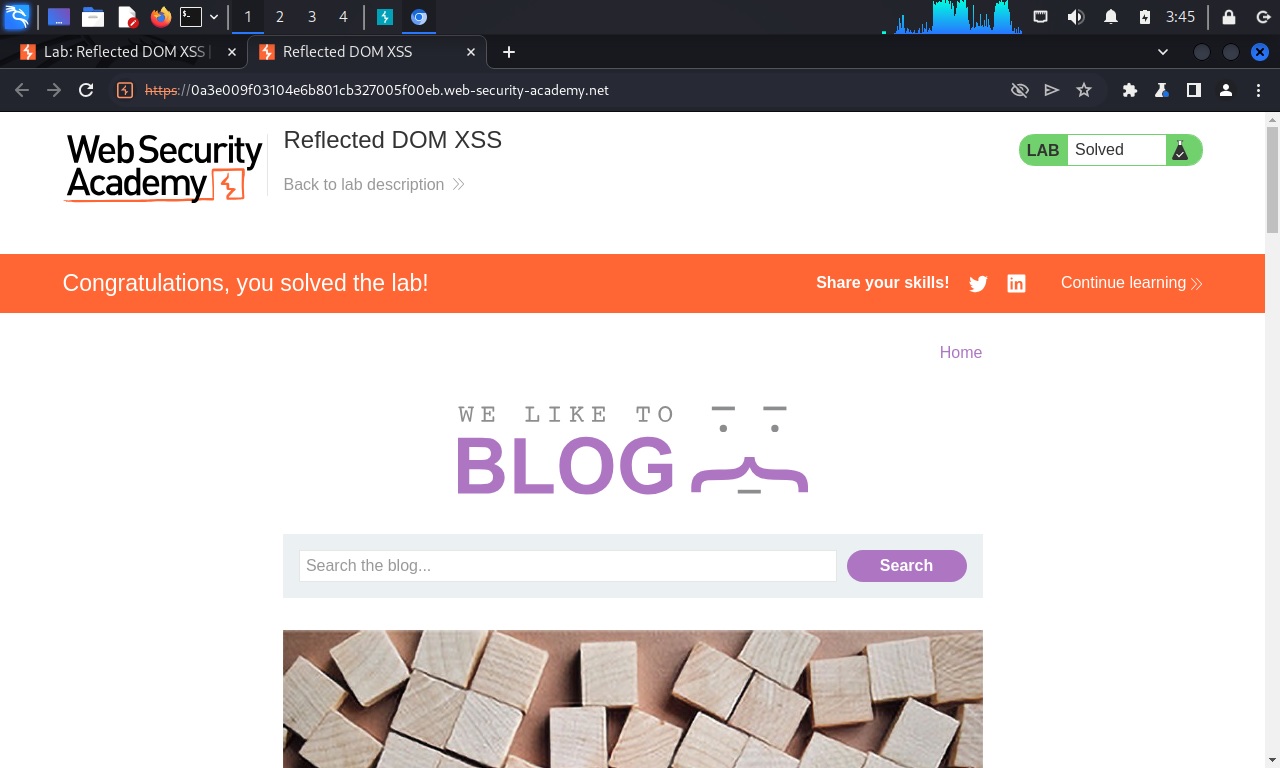 1 2 3 4 3:45
Lab: Reflected DOM XSS | Reflected DOM XSS
https://0a3e009f03104e6b801cb327005f00eb.web-security-academy.net
Web Security
Academy
Reflected DOM XSS
Back to lab description
LAB Solved
Congratulations, you solved the lab! Share your skills! Continue learning
Home
WE LIKE TO
BLOG
Search the blog... Search